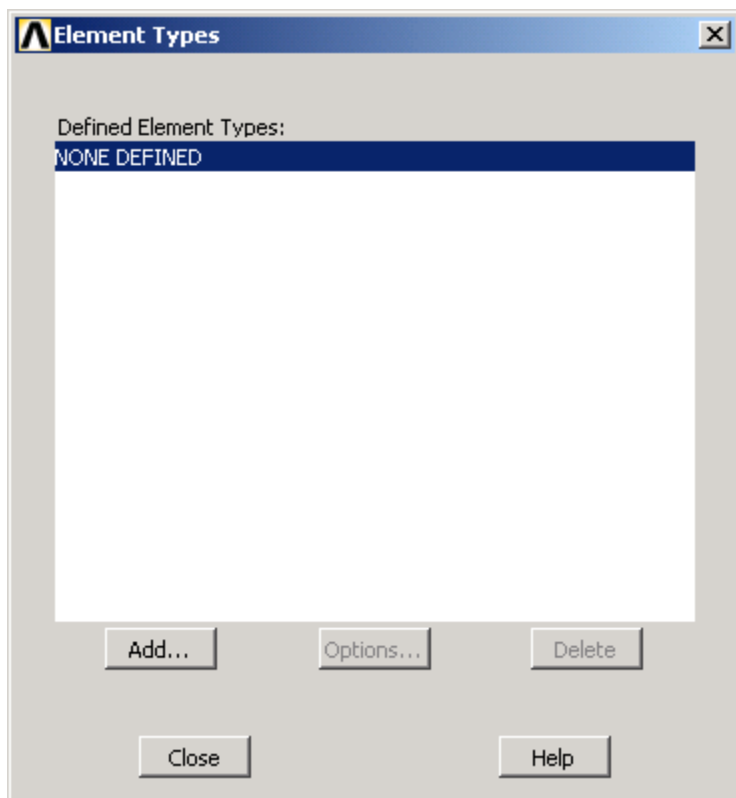 Element Types
Defined Element Types:
NONE DEFINED
Add... Options... Delete
Close Help